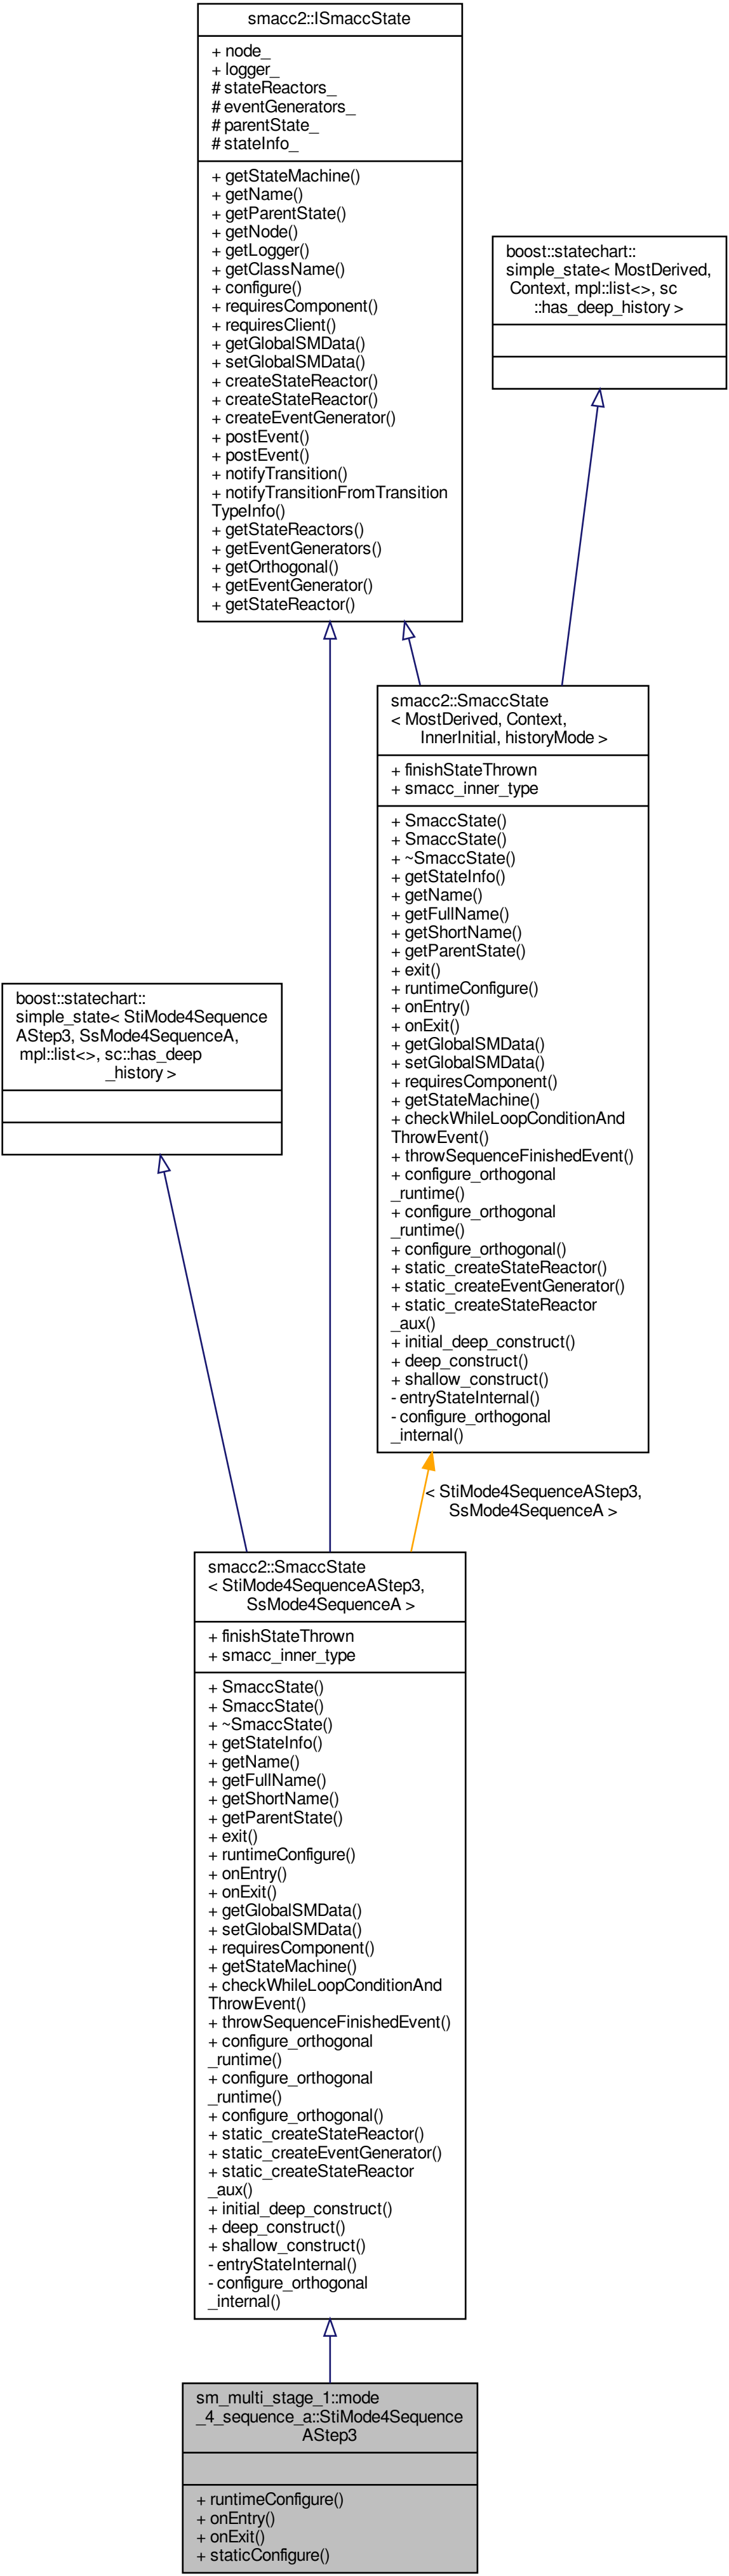 smacc2::ISmaccState
+ node_
+ logger_
# stateReactors_
# eventGenerators_
# parentState_
# stateInfo_
+ getStateMachine()
+ getName()
+ getParentState()
+ getNode()
+ getLogger()
+ getClassName()
+ configure()
+ requiresComponent()
+ requiresClient()
+ getGlobalSMData()
+ setGlobalSMData()
+ createStateReactor()
+ createStateReactor()
+ createEventGenerator()
+ postEvent()
+ postEvent()
+ notifyTransition()
+ notifyTransitionFromTransition
TypeInfo()
+ getStateReactors()
+ getEventGenerators()
+ getOrthogonal()
+ getEventGenerator()
+ getStateReactor()
boost::statechart::
simple_state< MostDerived,
Context, mpl::list<>, sc
::has_deep_history >
smacc2::SmaccState
< MostDerived, Context,
InnerInitial, historyMode >
+ finishStateThrown
+ smacc_inner_type
+ SmaccState()
+ SmaccState()
+ ~SmaccState()
+ getStateInfo()
+ getName()
+ getFullName()
+ getShortName()
+ getParentState()
+ exit()
+ runtimeConfigure()
+ onEntry()
+ onExit()
+ getGlobalSMData()
+ setGlobalSMData()
+ requiresComponent()
+ getStateMachine()
+ checkWhileLoopConditionAnd
ThrowEvent()
+ throwSequenceFinishedEvent()
+ configure_orthogonal
_runtime()
+ configure_orthogonal
_runtime()
+ configure_orthogonal()
+ static_createStateReactor()
+ static_createEventGenerator()
+ static_createStateReactor
_aux()
+ initial_deep_construct()
+ deep_construct()
+ shallow_construct()
- entryStateInternal()
- configure_orthogonal
_internal()
boost::statechart::
simple_state< StiMode4Sequence
AStep3, SsMode4SequenceA,
mpl::list<>, sc::has_deep
_history >
< StiMode4SequenceAStep3,
SsMode4SequenceA >
smacc2::SmaccState
< StiMode4SequenceAStep3,
SsMode4SequenceA >
+ finishStateThrown
+ smacc_inner_type
+ SmaccState()
+ SmaccState()
+ ~SmaccState()
+ getStateInfo()
+ getName()
+ getFullName()
+ getShortName()
+ getParentState()
+ exit()
+ runtimeConfigure()
+ onEntry()
+ onExit()
+ getGlobalSMData()
+ setGlobalSMData()
+ requiresComponent()
+ getStateMachine()
+ checkWhileLoopConditionAnd
ThrowEvent()
+ throwSequenceFinishedEvent()
+ configure_orthogonal
_runtime()
+ configure_orthogonal
_runtime()
+ configure_orthogonal()
+ static_createStateReactor()
+ static_createEventGenerator()
+ static_createStateReactor
_aux()
+ initial_deep_construct()
+ deep_construct()
+ shallow_construct()
- entryStateInternal()
- configure_orthogonal
_internal()
sm_multi_stage_1::mode
_4_sequence_a::StiMode4Sequence
AStep3
+ runtimeConfigure()
+ onEntry()
+ onExit()
+ staticConfigure()